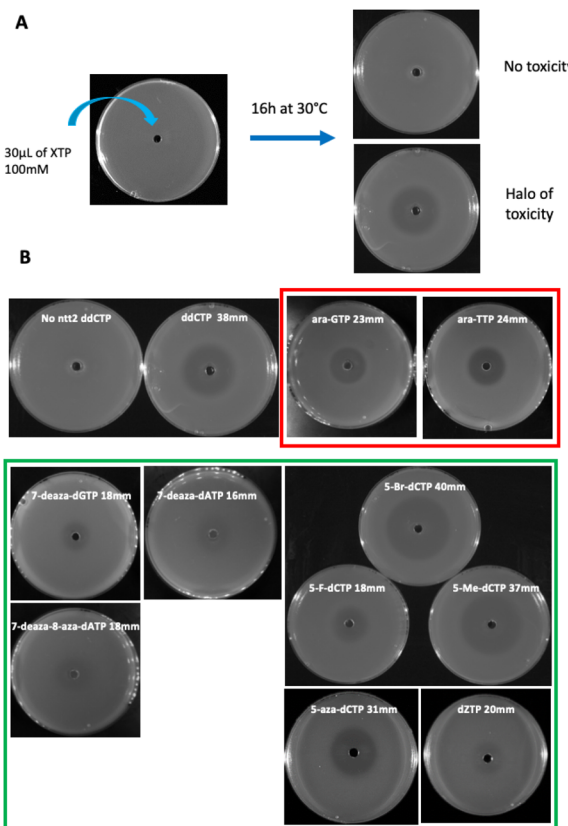 A
30µL of XTP
100mM
16h at 30°C
No toxicity
Halo of
toxicity
B
No ntt2 ddCTP
ddCTP 38mm
ara-GTP 23mm
ara-TTP 24mm
7-deaza-dGTP 18mm
7-deaza-dATP 16mm
5-Br-dCTP 40mm
5-F-dCTP 18mm
5-Me-dCTP 37mm
7-deaza-8-aza-dATP 18mm
5-aza-dCTP 31mm
dZTP 20mm